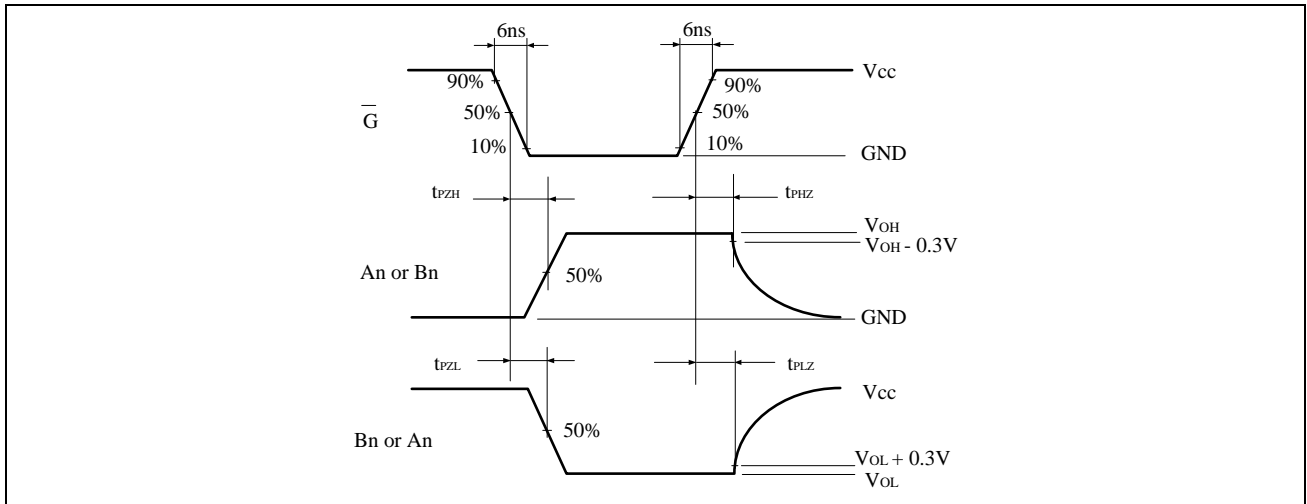 6ns 6ns
Vcc
90% 90%
G̅ 50% 50%
10% 10%
GND
tPZH tPHZ
VOH
VOH - 0.3V
An or Bn 50%
GND
tPZL tPLZ
Vcc
Bn or An 50%
VOL + 0.3V
VOL